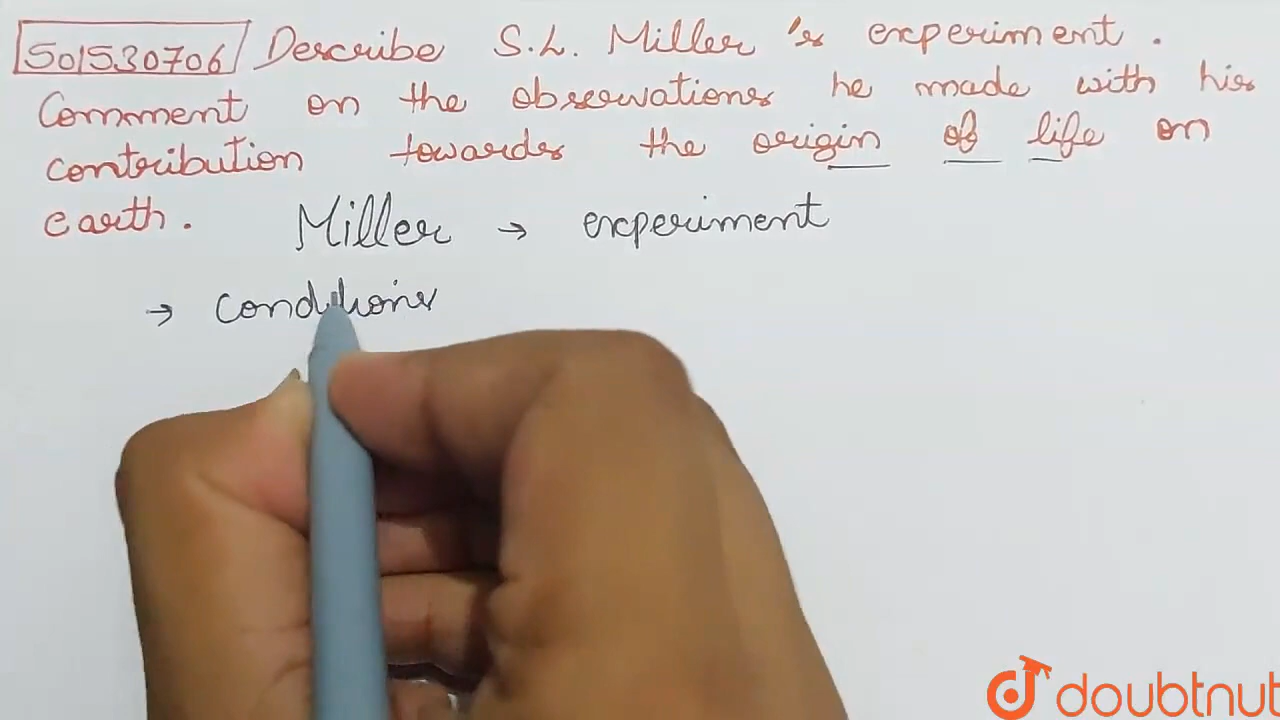 501530706 Describe S.L. Miller's experiment.
Comment on the observations he made with his
contribution towards the origin of life on
earth.
Miller → experiment
→ conditions
doubtnut